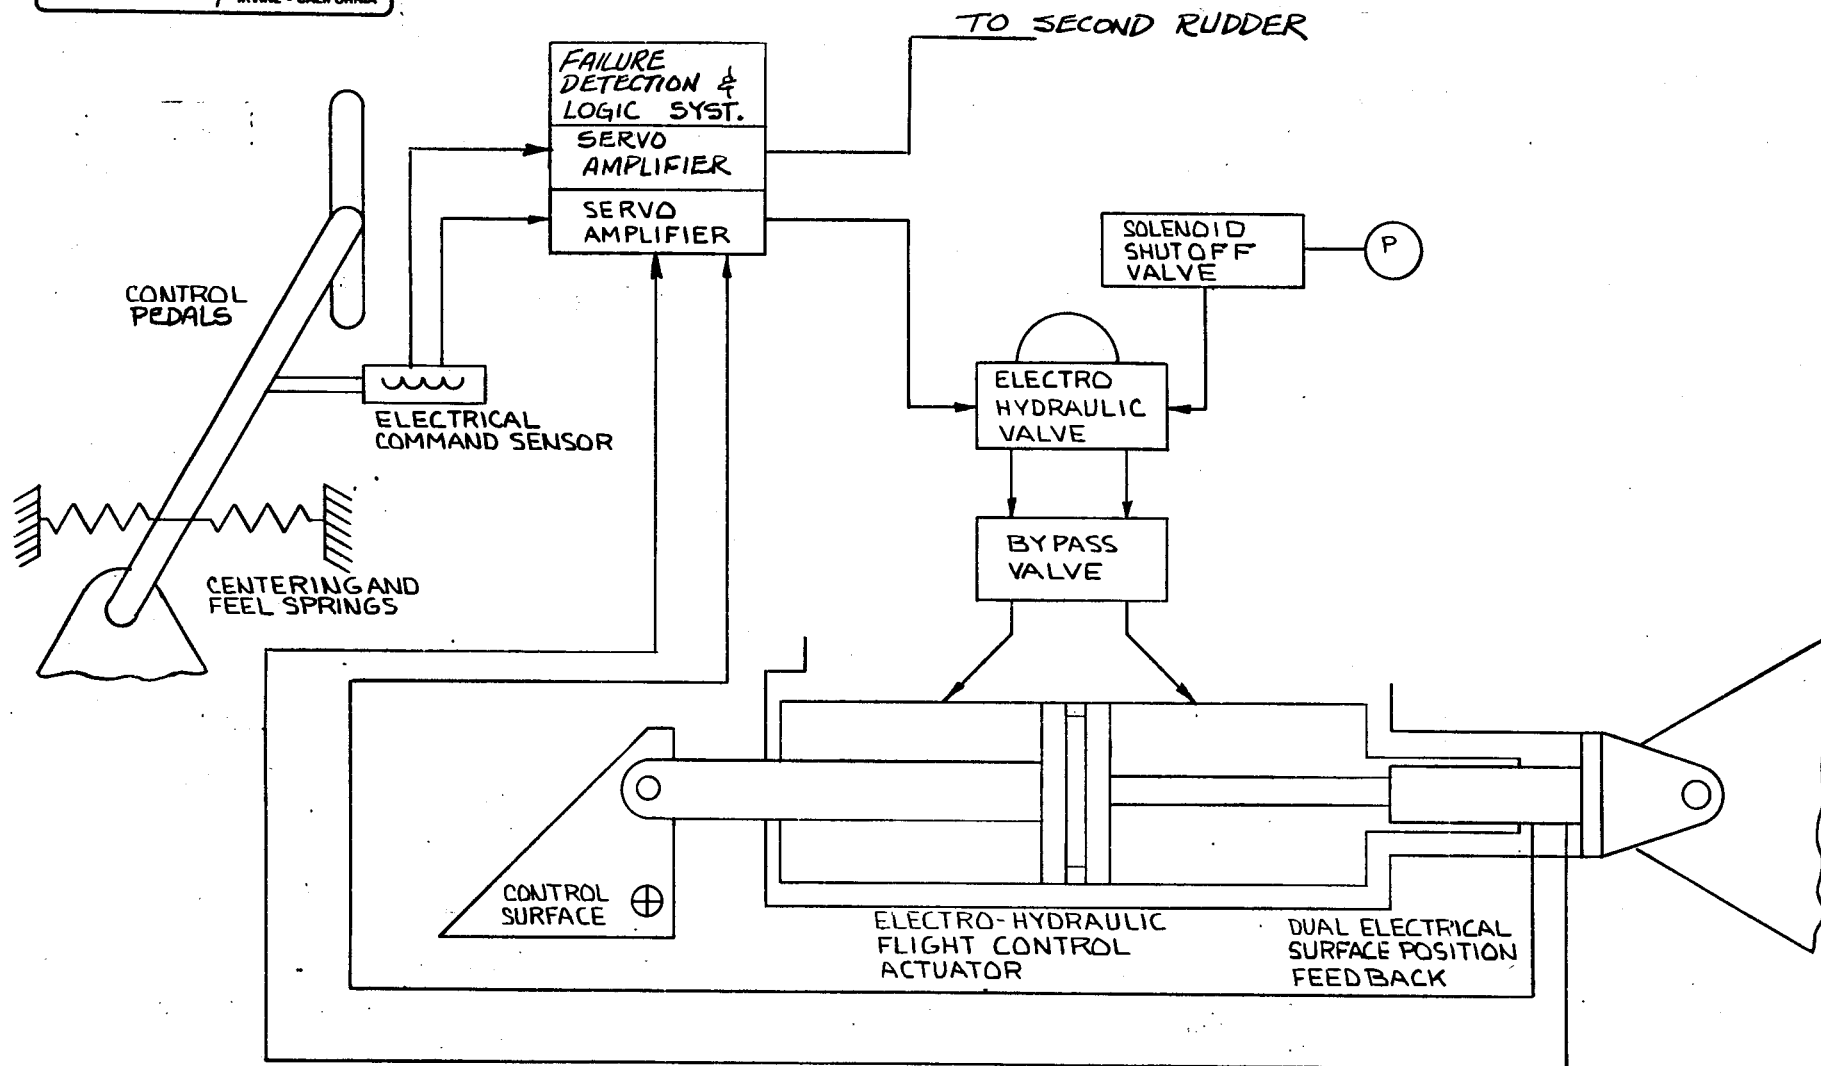 IRVINE - CALIFORNIA
TO SECOND RUDDER
FAILURE
DETECTION &
LOGIC SYST.
SERVO
AMPLIFIER
SERVO
AMPLIFIER
SOLENOID
SHUTOFF
VALVE
P
CONTROL
PEDALS
ELECTRO
HYDRAULIC
VALVE
ELECTRICAL
COMMAND SENSOR
BYPASS
VALVE
CENTERING AND
FEEL SPRINGS
CONTROL
SURFACE
ELECTRO-HYDRAULIC
FLIGHT CONTROL
ACTUATOR
DUAL ELECTRICAL
SURFACE POSITION
FEEDBACK